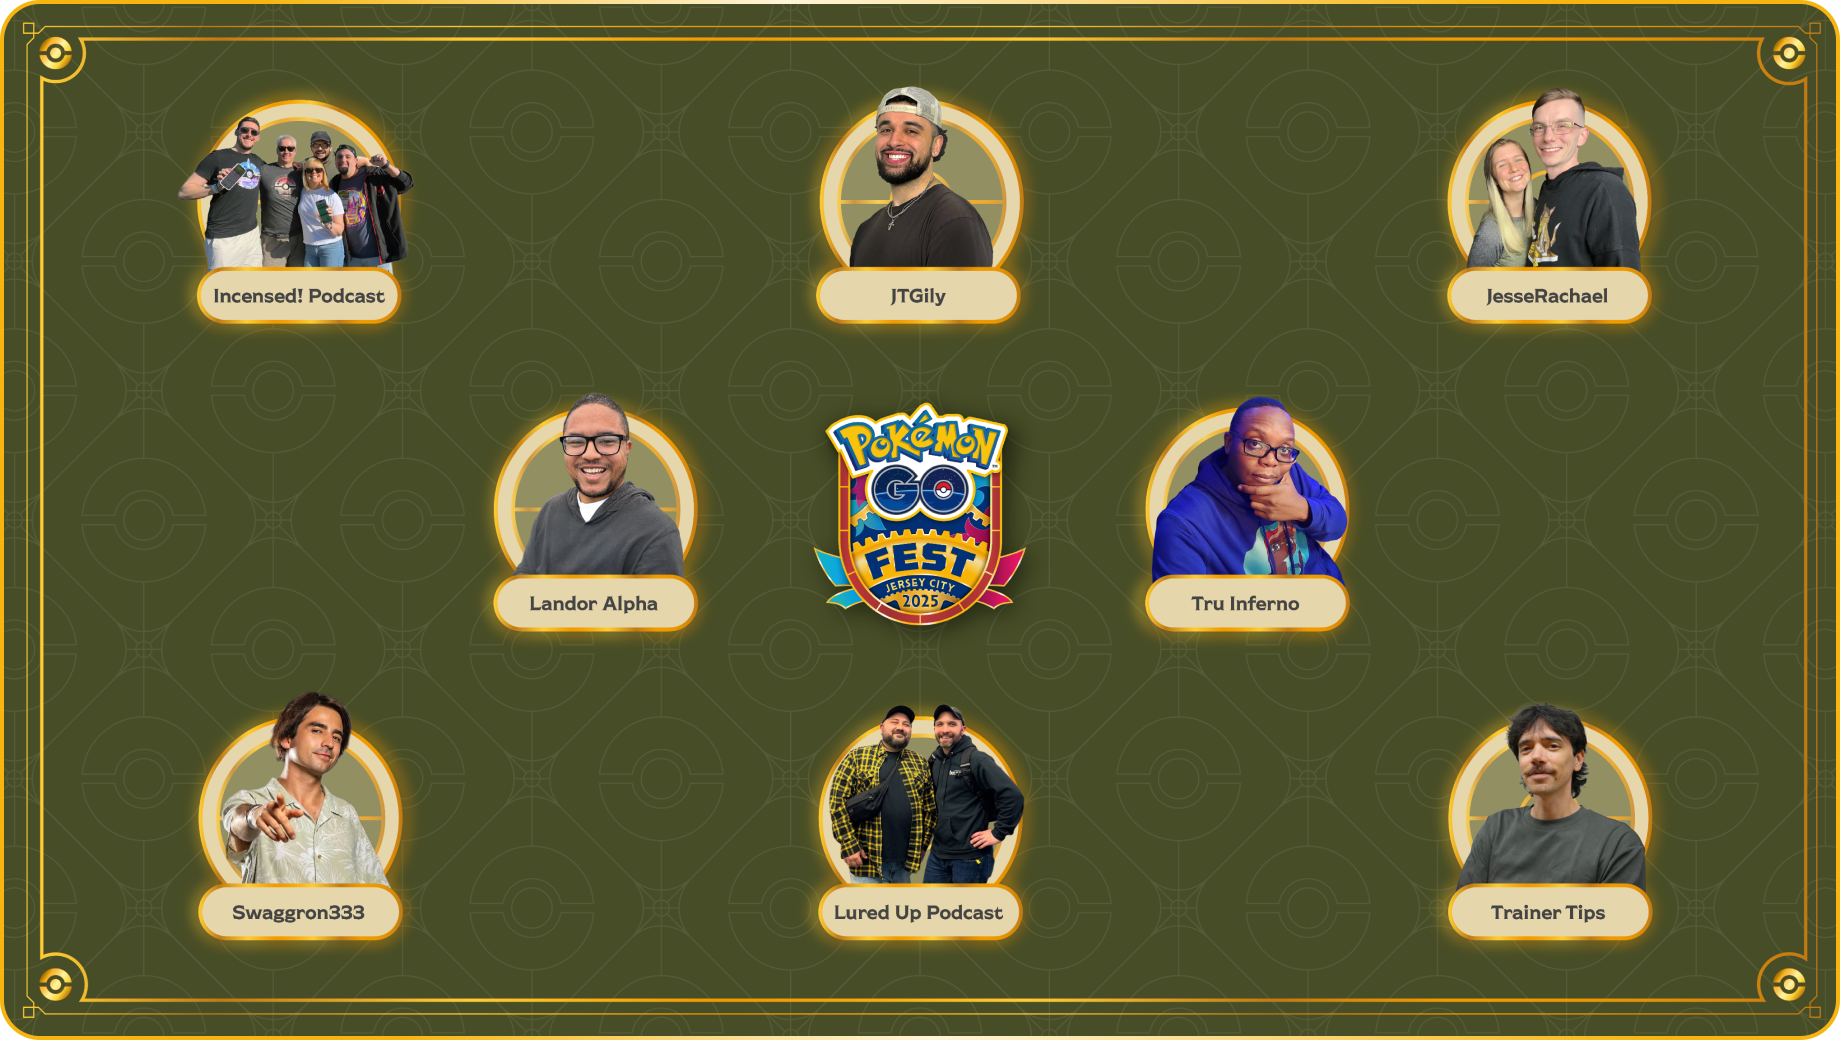 Incensed! Podcast
JTGily
JesseRachael
Landor Alpha
POKÉMON
GO
FEST
JERSEY CITY
2025
Tru Inferno
Swaggron333
Lured Up Podcast
Trainer Tips